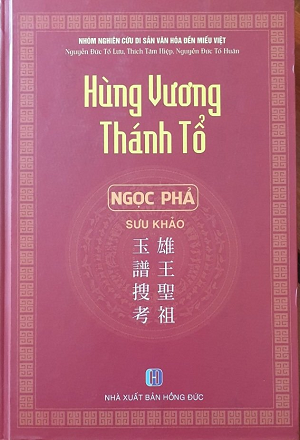 NHÓM NGHIÊN CỨU DI SẢN VĂN HÓA ĐỀN MIẾU VIỆT
Nguyễn Đức Tố Lưu, Thích Tâm Hiệp, Nguyễn Đức Tố Huân
Hùng Vương
Thánh Tổ
NGỌC PHẢ
SƯU KHẢO
雄王聖祖
玉譜搜考
NHÀ XUẤT BẢN HỒNG ĐỨC